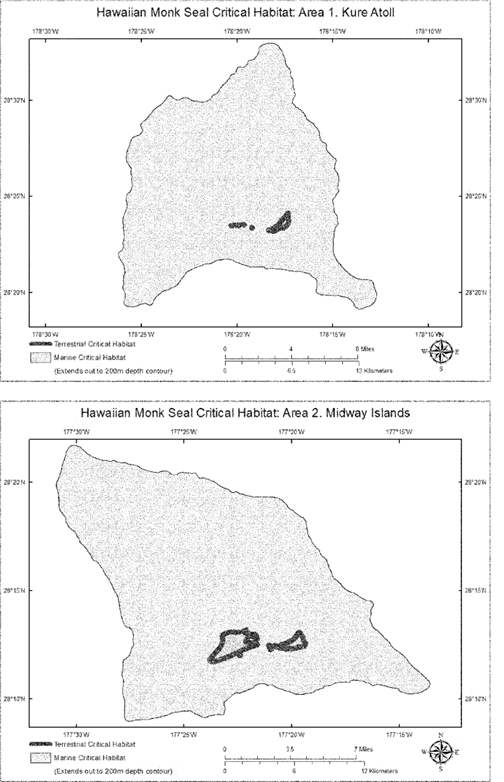 Hawaiian Monk Seal Critical Habitat: Area 1. Kure Atoll
178°30'W 178°25'W 178°20'W 178°15'W 178°10'W
28°30'N 28°30'N
28°25'N 28°25'N
28°20'N 28°20'N
178°30'W 178°25'W 178°20'W 178°15'W 178°10'W
Terrestrial Critical Habitat
Marine Critical Habitat
(Extends out to 200m depth contour)
0 4 8 Miles
0 6.5 13 Kilometers
N
W E
S
Hawaiian Monk Seal Critical Habitat: Area 2. Midway Islands
177°30'W 177°25'W 177°20'W 177°15'W
28°20'N 28°20'N
28°15'N 28°15'N
28°10'N 28°10'N
177°30'W 177°25'W 177°20'W 177°15'W
Terrestrial Critical Habitat
Marine Critical Habitat
(Extends out to 200m depth contour)
0 3.5 7 Miles
0 6 12 Kilometers
N
W E
S